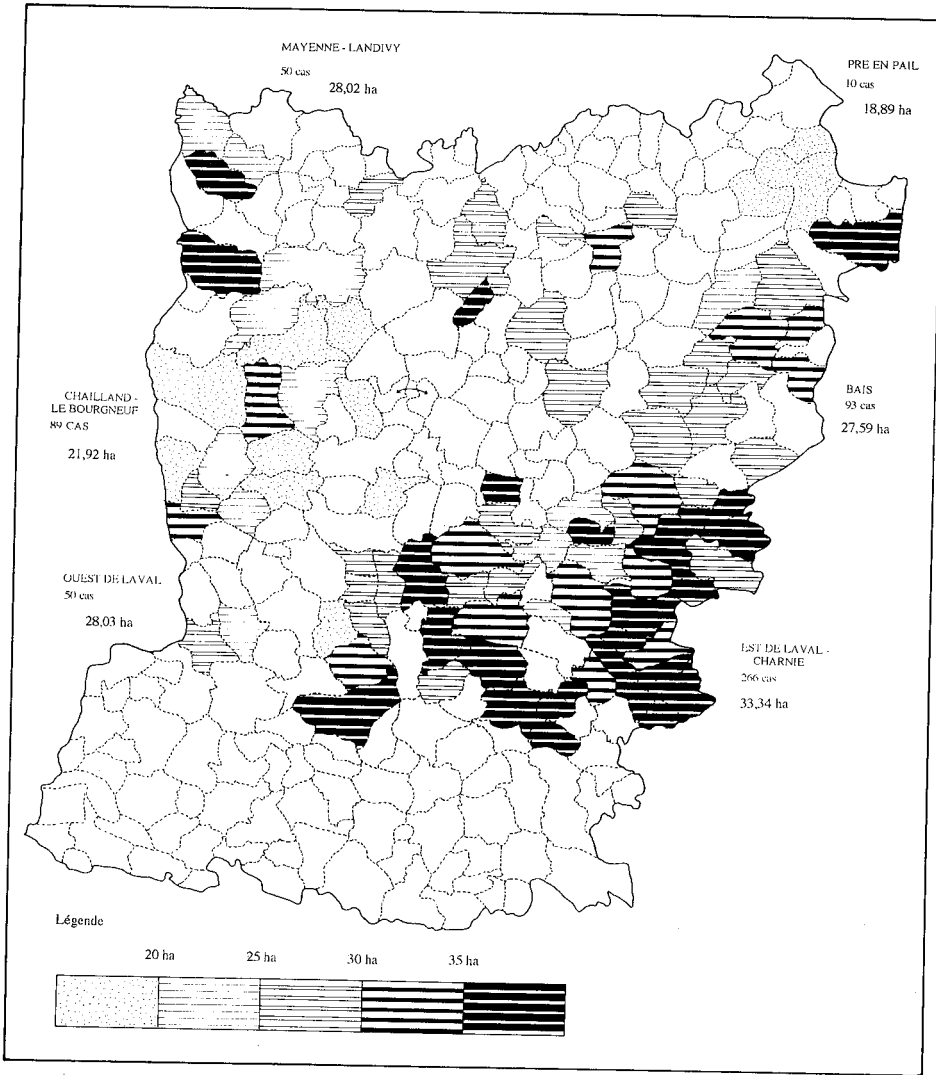 MAYENNE - LANDIVY
50 cas
28,02 ha
PRE EN PAIL
10 cas
18,89 ha
CHAILLAND -
LE BOURGNEUF
89 CAS
21,92 ha
BAIS
93 cas
27,59 ha
OUEST DE LAVAL
50 cas
28,03 ha
EST DE LAVAL -
CHARNIE
266 cas
33,34 ha
Légende
20 ha 25 ha 30 ha 35 ha